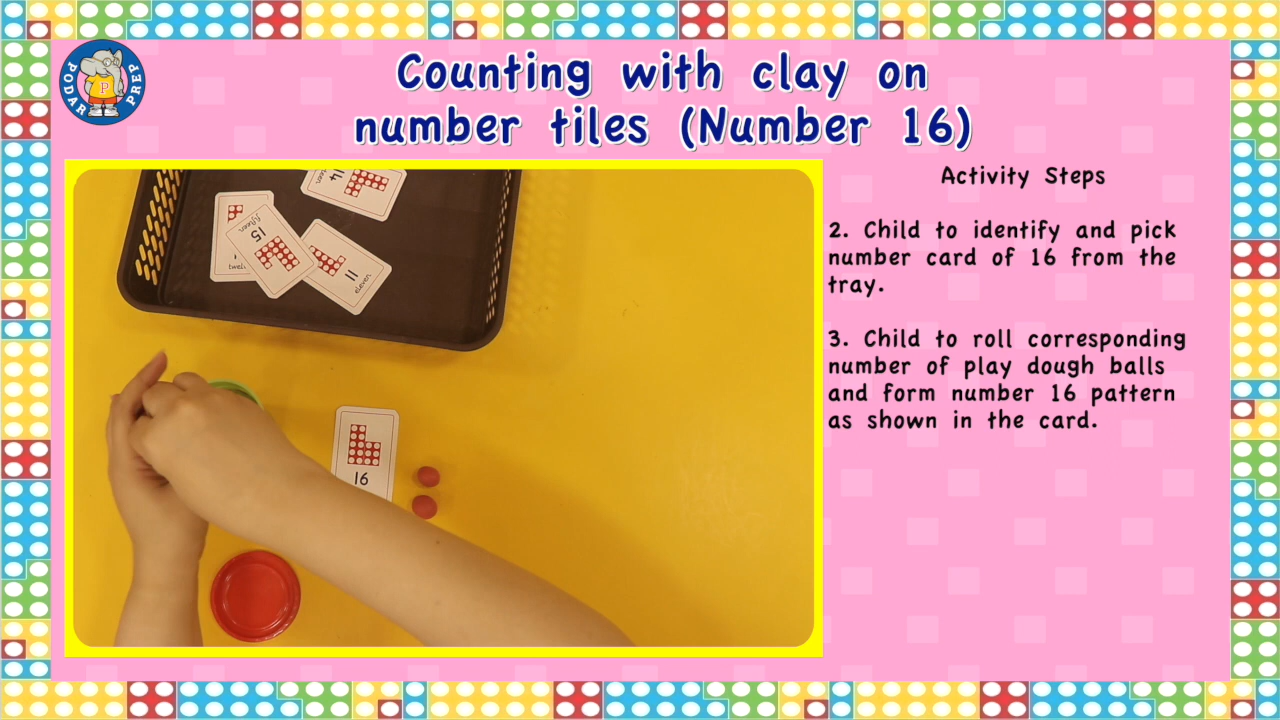 PODAR PREP
P
Counting with clay on
number tiles (Number 16)
Activity Steps
2. Child to identify and pick
number card of 16 from the
tray.
3. Child to roll corresponding
number of play dough balls
and form number 16 pattern
as shown in the card.
14
15
fifteen
11
eleven
16